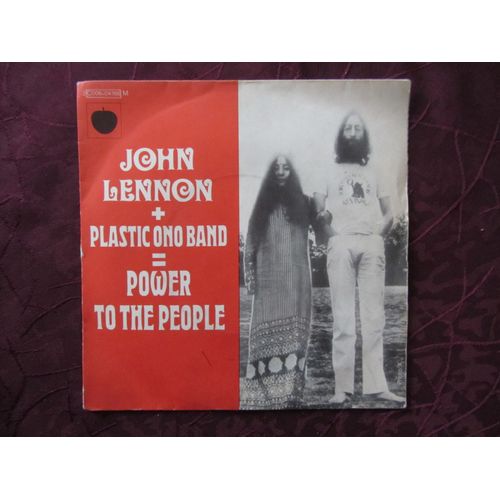 M
JOHN
LENNON
+
PLASTIC ONO BAND
=
POWER
TO THE PEOPLE